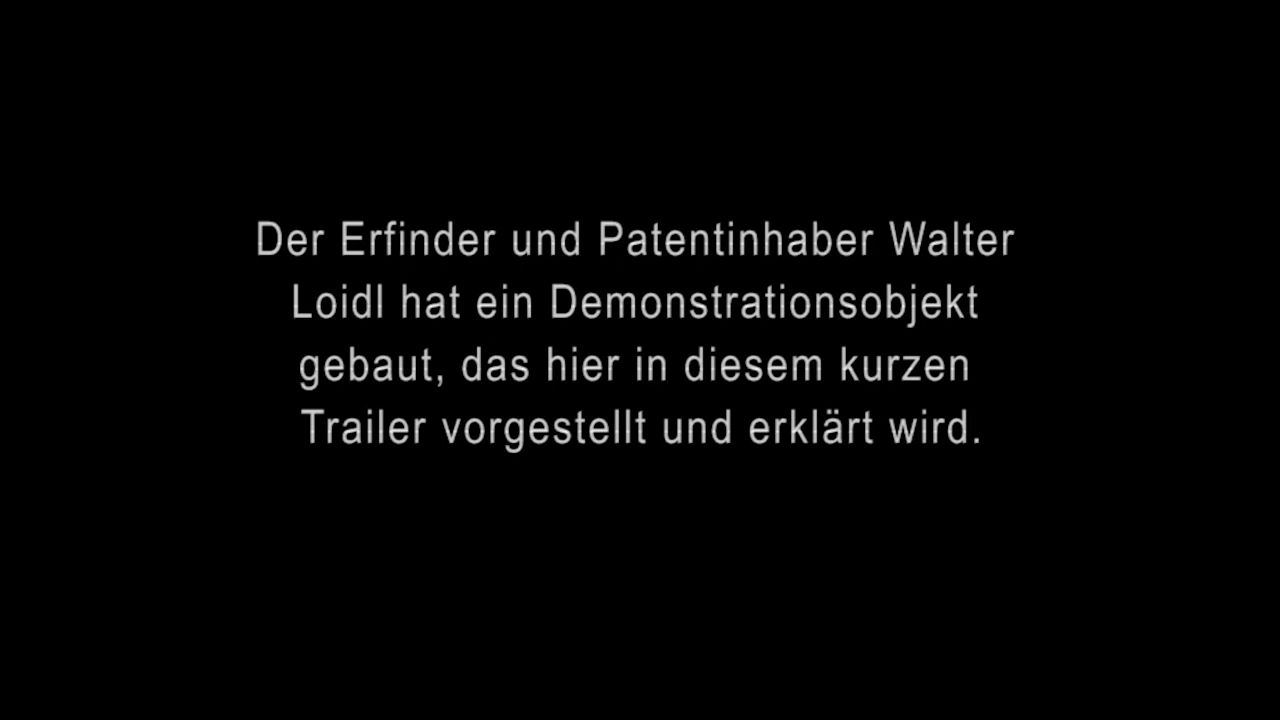 Der Erfinder und Patentinhaber Walter
Loidl hat ein Demonstrationsobjekt
gebaut, das hier in diesem kurzen
Trailer vorgestellt und erklärt wird.